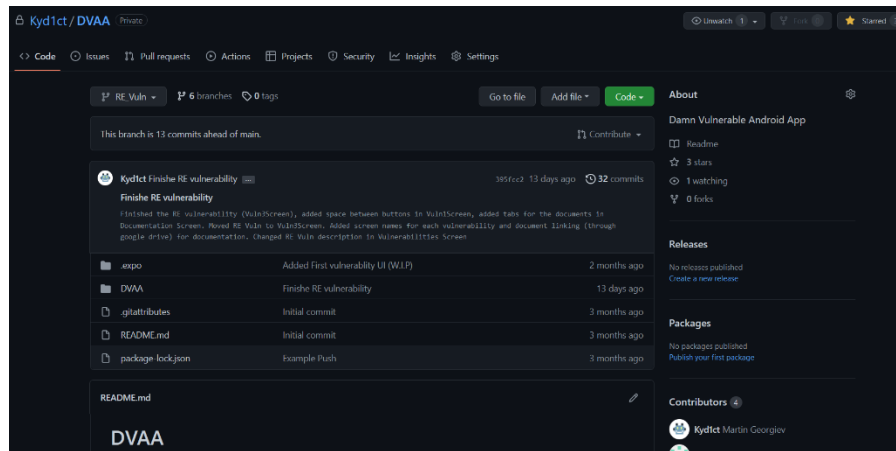 Kyd1ct / DVAA Private
Unwatch 1 Fork Starred
Code Issues Pull requests Actions Projects Security Insights Settings
RE_Vuln 6 branches 0 tags Go to file Add file Code
This branch is 13 commits ahead of main. Contribute
Kyd1ct Finishe RE vulnerability 13 days ago 32 commits
Finishe RE vulnerability
Finished the RE vulnerability (Vuln3Screen), added space between buttons in Vuln1Screen, added tabs for the documents in
Documentation Screen. Moved RE Vuln to Vuln3Screen. Added screen names for each vulnerability and document linking (through
google drive) for documentation. Changed RE Vuln description in Vulnerabilities Screen
.expo Added First vulnerablity UI (W.I.P) 2 months ago
DVAA Finishe RE vulnerability 13 days ago
.gitattributes Initial commit 3 months ago
README.md Initial commit 3 months ago
package-lock.json Example Push 3 months ago
README.md
DVAA
About
Damn Vulnerable Android App
Readme
3 stars
1 watching
0 forks
Releases
No releases published
Create a new release
Packages
No packages published
Publish your first package
Contributors 4
Kyd1ct Martin Georgiev